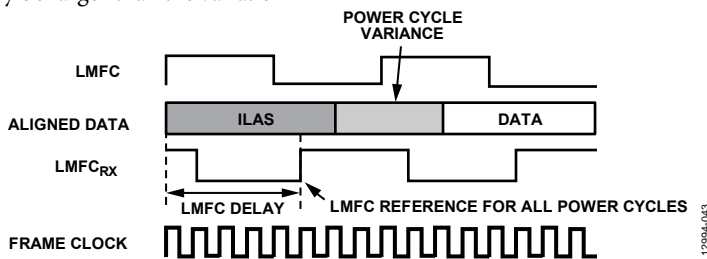 POWER CYCLE
VARIANCE
LMFC
ALIGNED DATA
ILAS
DATA
LMFCRX
LMFC DELAY
LMFC REFERENCE FOR ALL POWER CYCLES
FRAME CLOCK
12994-043